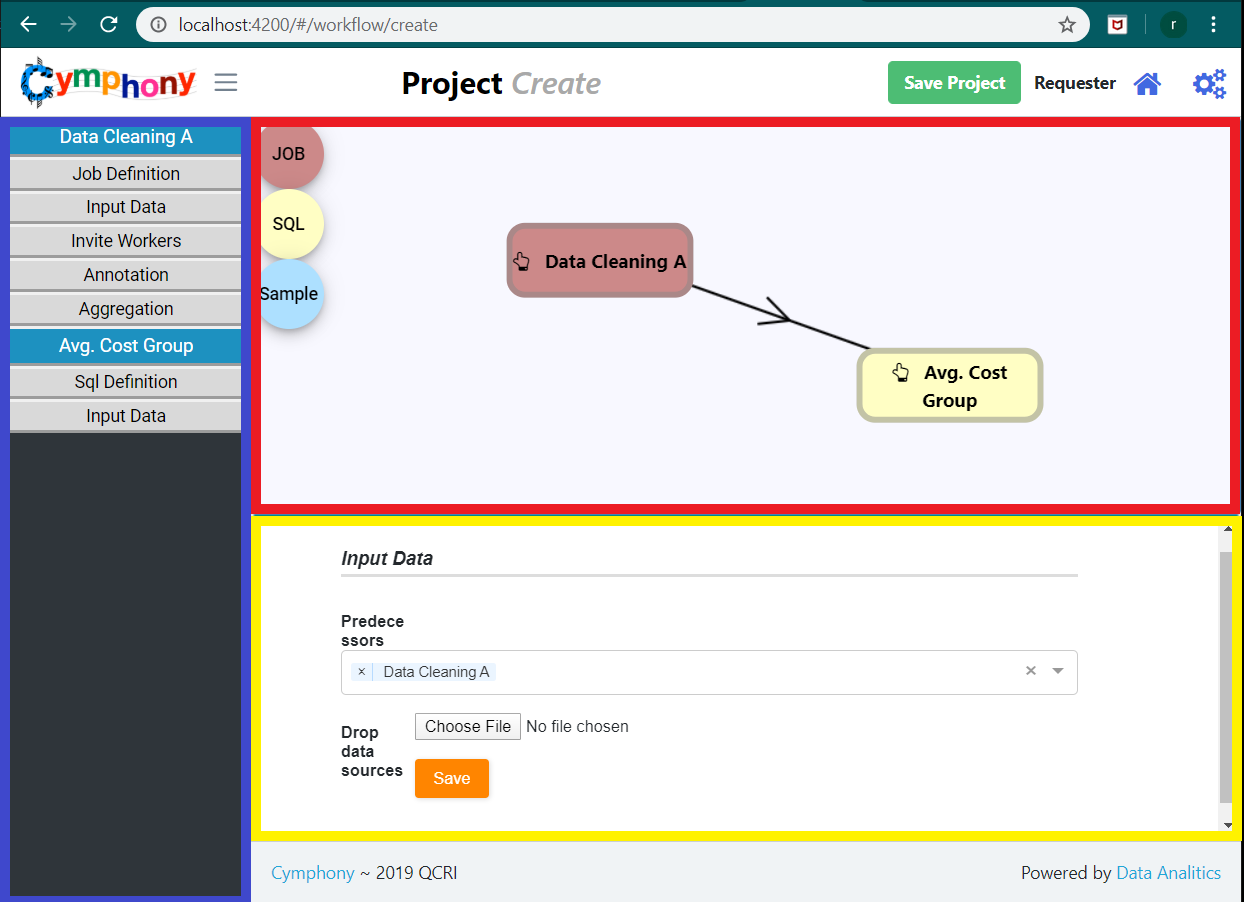 localhost:4200/#/workflow/create
r
Cymphony
Project Create
Save Project
Requester
Data Cleaning A
Job Definition
Input Data
Invite Workers
Annotation
Aggregation
Avg. Cost Group
Sql Definition
Input Data
JOB
SQL
Sample
Data Cleaning A
Avg. Cost
Group
Input Data
Predece
ssors
× Data Cleaning A ×
Drop
data
sources
Choose File No file chosen
Save
Cymphony ~ 2019 QCRI
Powered by Data Analitics